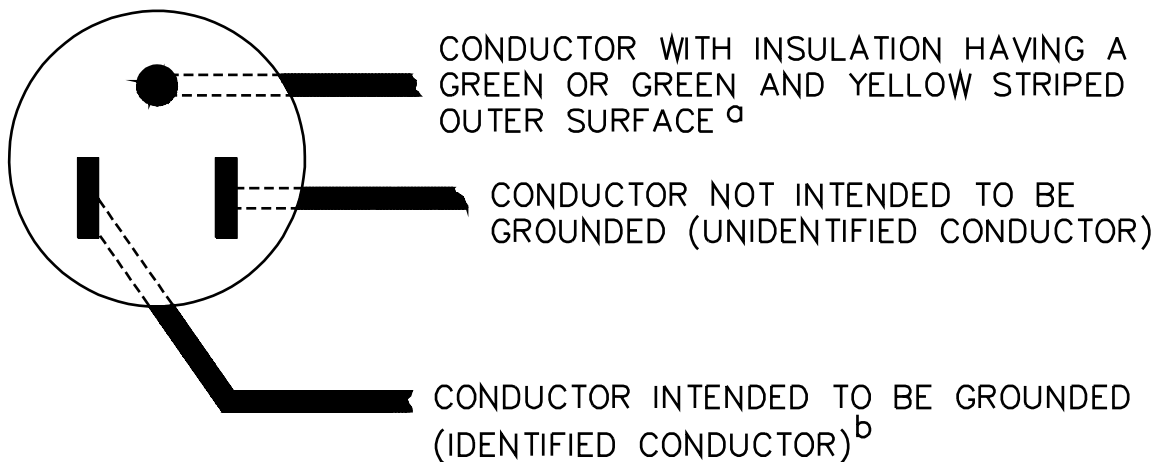 CONDUCTOR WITH INSULATION HAVING A
GREEN OR GREEN AND YELLOW STRIPED
OUTER SURFACE a
CONDUCTOR NOT INTENDED TO BE
GROUNDED (UNIDENTIFIED CONDUCTOR)
CONDUCTOR INTENDED TO BE GROUNDED
(IDENTIFIED CONDUCTOR) b